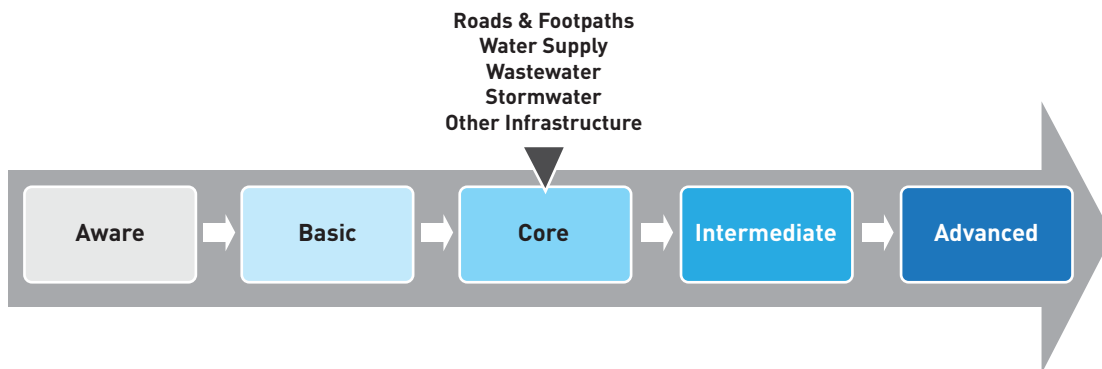 Roads & Footpaths
Water Supply
Wastewater
Stormwater
Other Infrastructure
Aware
Basic
Core
Intermediate
Advanced